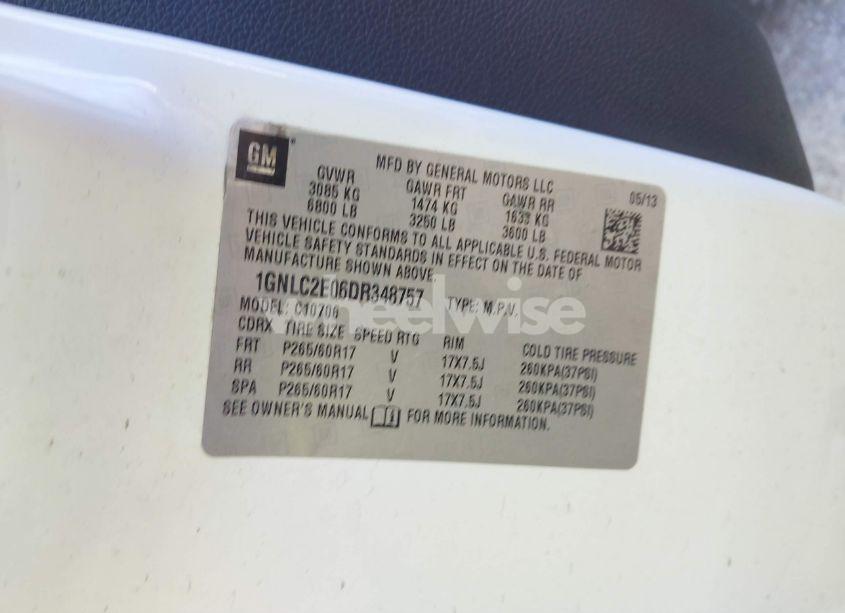 GM
MFD BY GENERAL MOTORS LLC
05/13
GVWR GAWR FRT GAWR RR
3085 KG 1474 KG 1633 KG
6800 LB 3250 LB 3600 LB
THIS VEHICLE CONFORMS TO ALL APPLICABLE U.S. FEDERAL MOTOR
VEHICLE SAFETY STANDARDS IN EFFECT ON THE DATE OF
MANUFACTURE SHOWN ABOVE
1GNLC2E06DR348757 TYPE: M.P.V.
MODEL: C10706
CDRX TIRE SIZE SPEED RTG RIM COLD TIRE PRESSURE
FRT P265/60R17 V 17X7.5J 260KPA(37PSI)
RR P265/60R17 V 17X7.5J 260KPA(37PSI)
SPA P265/60R17 V 17X7.5J 260KPA(37PSI)
SEE OWNER'S MANUAL FOR MORE INFORMATION.
wheelwise